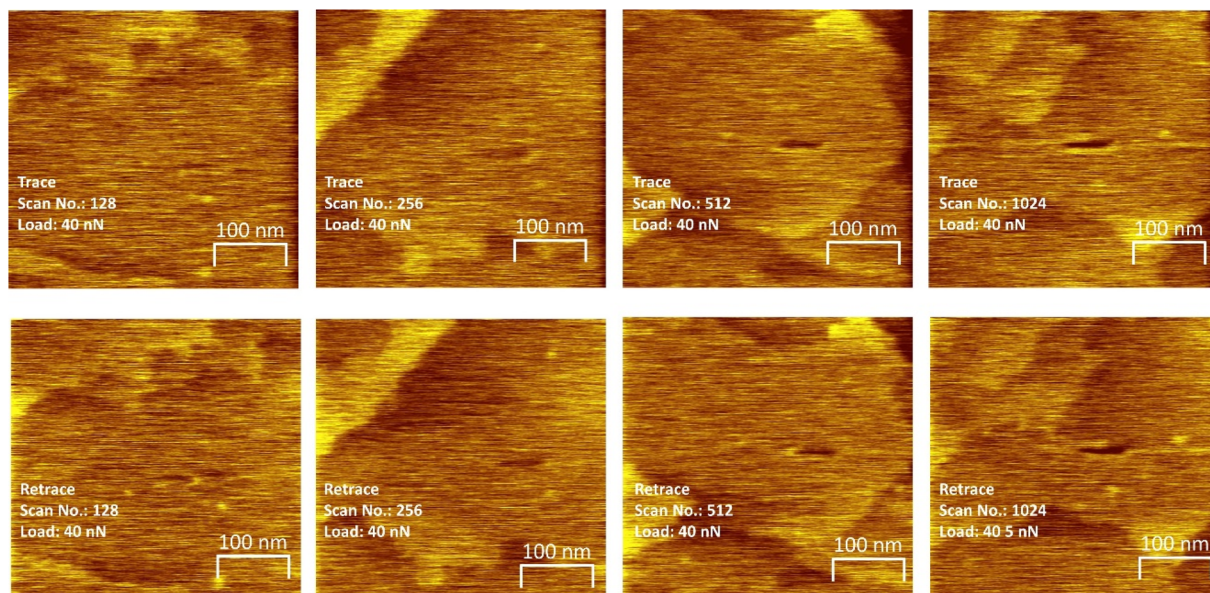 Trace
Scan No.: 128
Load: 40 nN
100 nm
Trace
Scan No.: 256
Load: 40 nN
100 nm
Trace
Scan No.: 512
Load: 40 nN
100 nm
Trace
Scan No.: 1024
Load: 40 nN
100 nm
Retrace
Scan No.: 128
Load: 40 nN
100 nm
Retrace
Scan No.: 256
Load: 40 nN
100 nm
Retrace
Scan No.: 512
Load: 40 nN
100 nm
Retrace
Scan No.: 1024
Load: 40 5 nN
100 nm